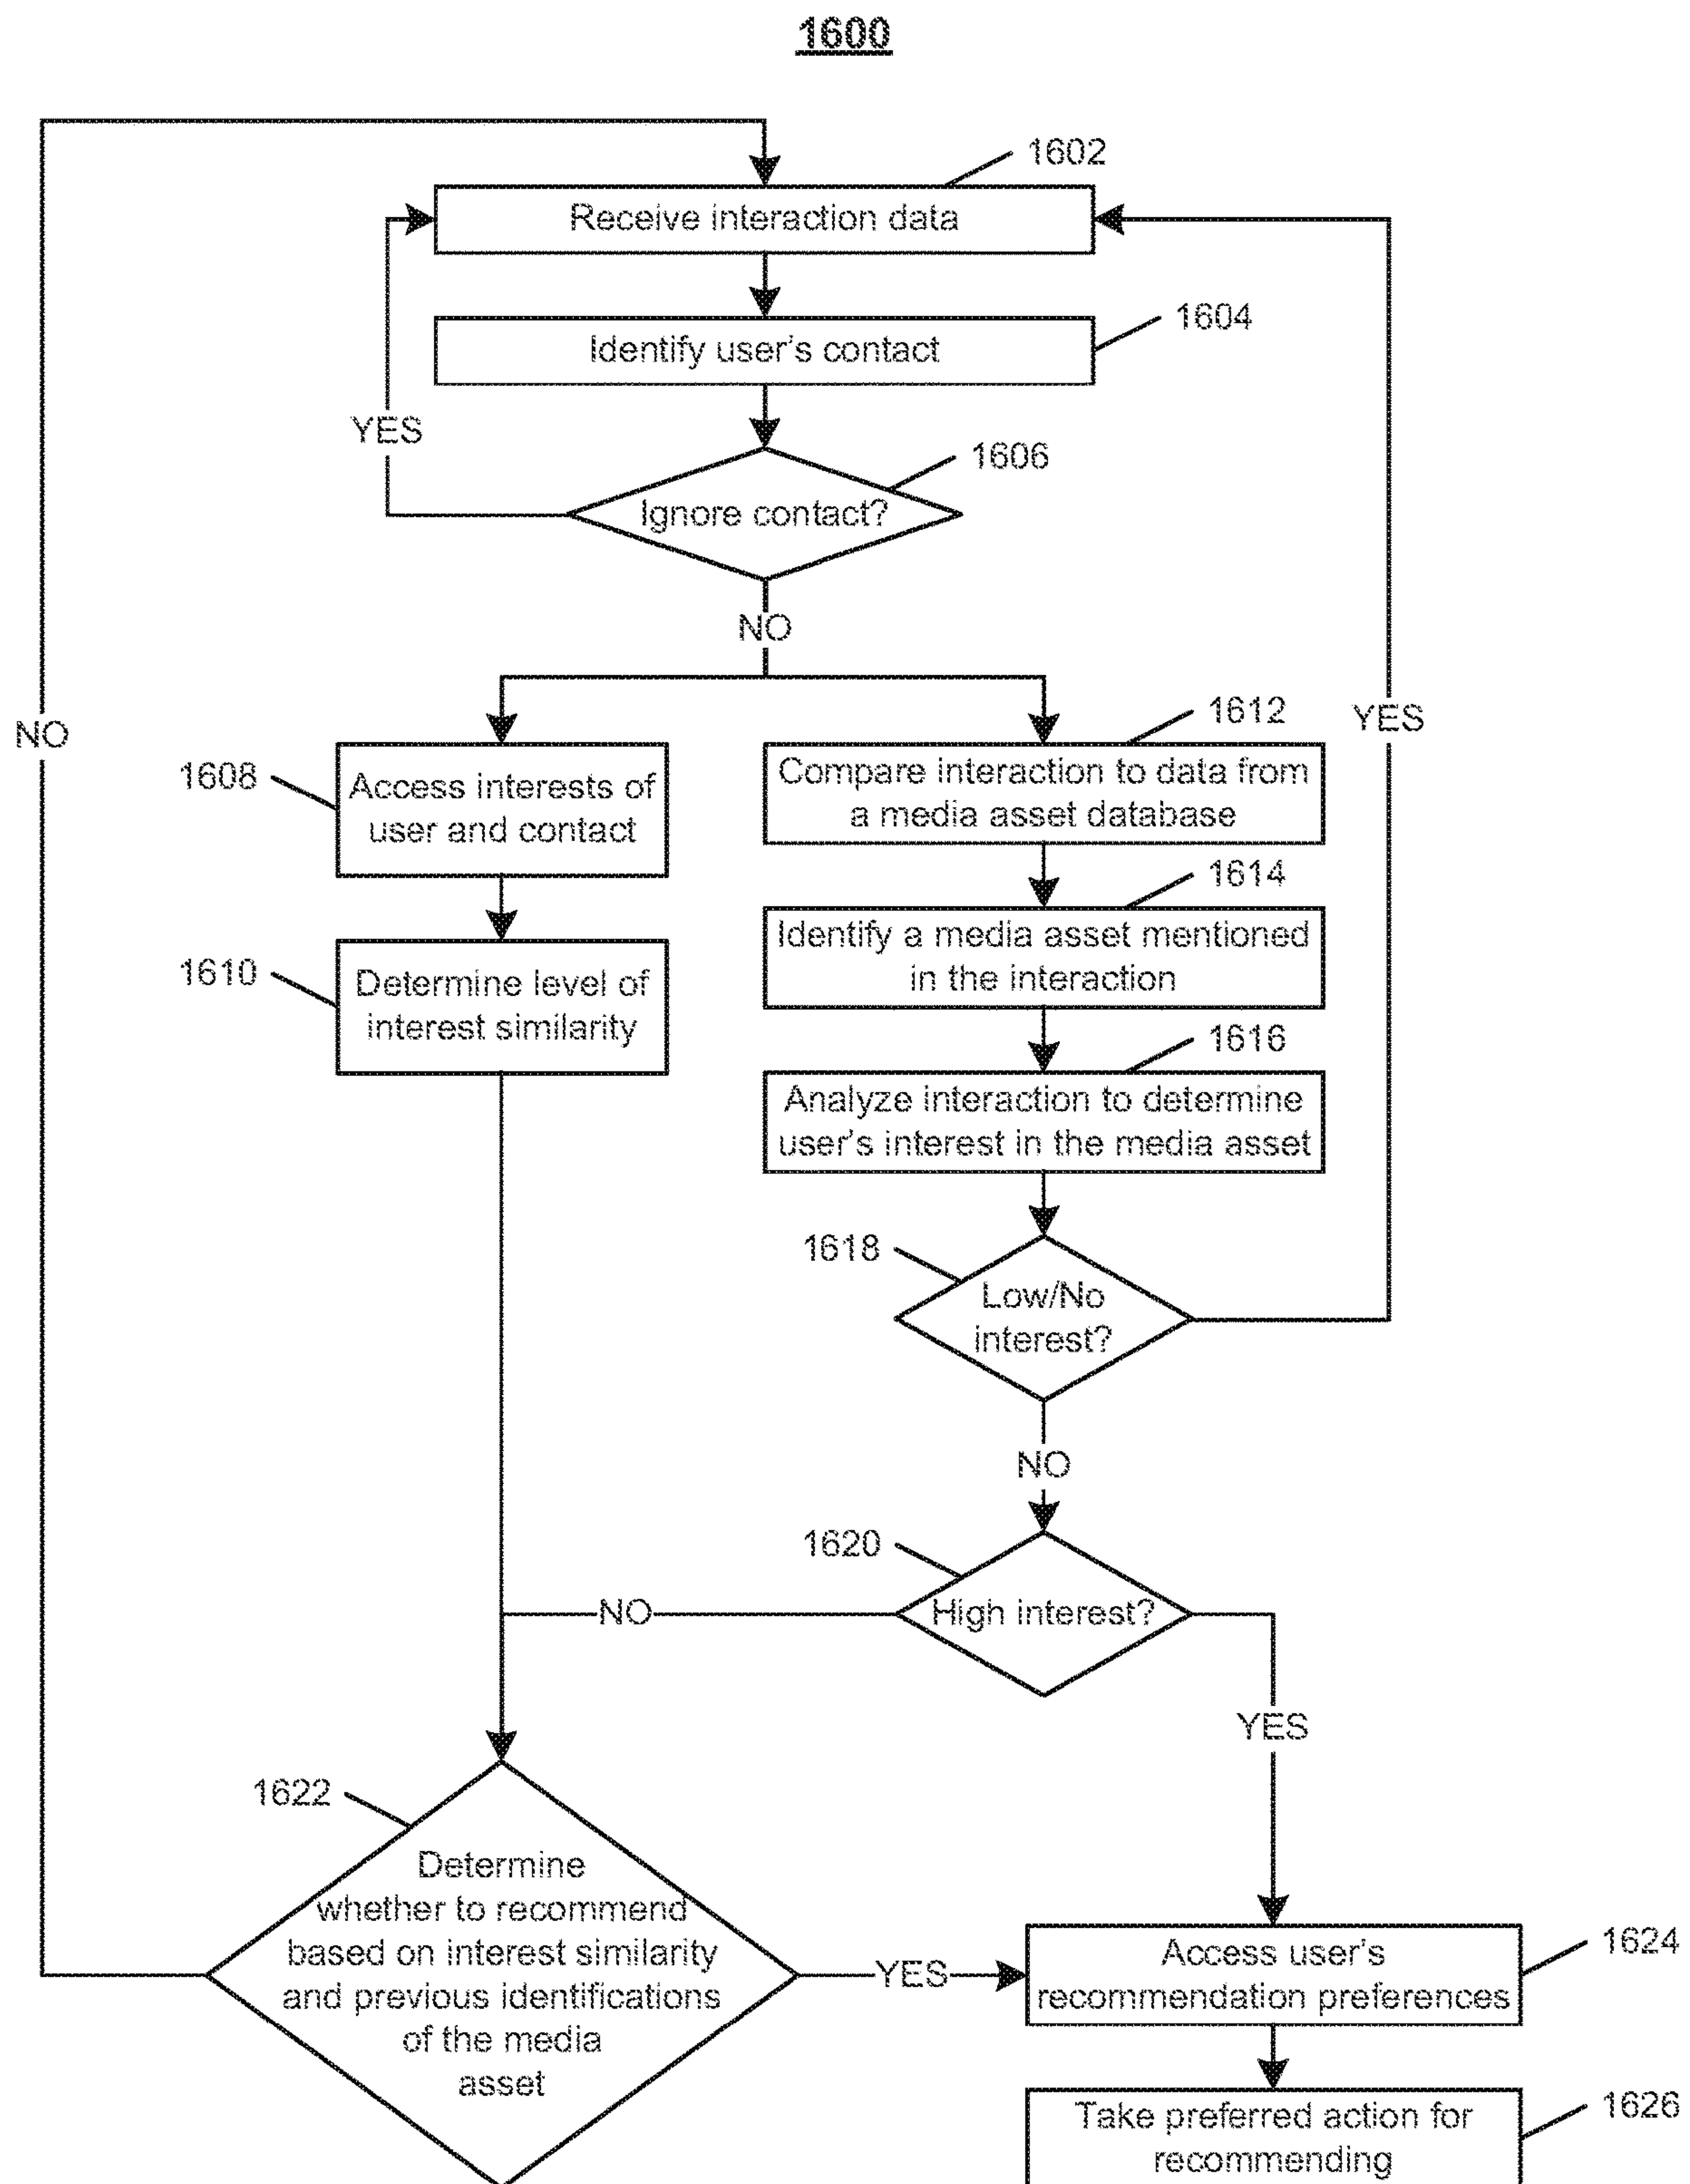 1600
1602
Receive interaction data
1604
Identify user's contact
YES
1606
Ignore contact?
NO
NO
1608
Access interests of
user and contact
1610
Determine level of
interest similarity
1612
Compare interaction to data from
a media asset database
YES
1614
Identify a media asset mentioned
in the interaction
1616
Analyze interaction to determine
user's interest in the media asset
1618
Low/No
interest?
NO
1620
High interest?
NO
YES
1622
Determine
whether to recommend
based on interest similarity
and previous identifications
of the media
asset
YES
1624
Access user's
recommendation preferences
1626
Take preferred action for
recommending